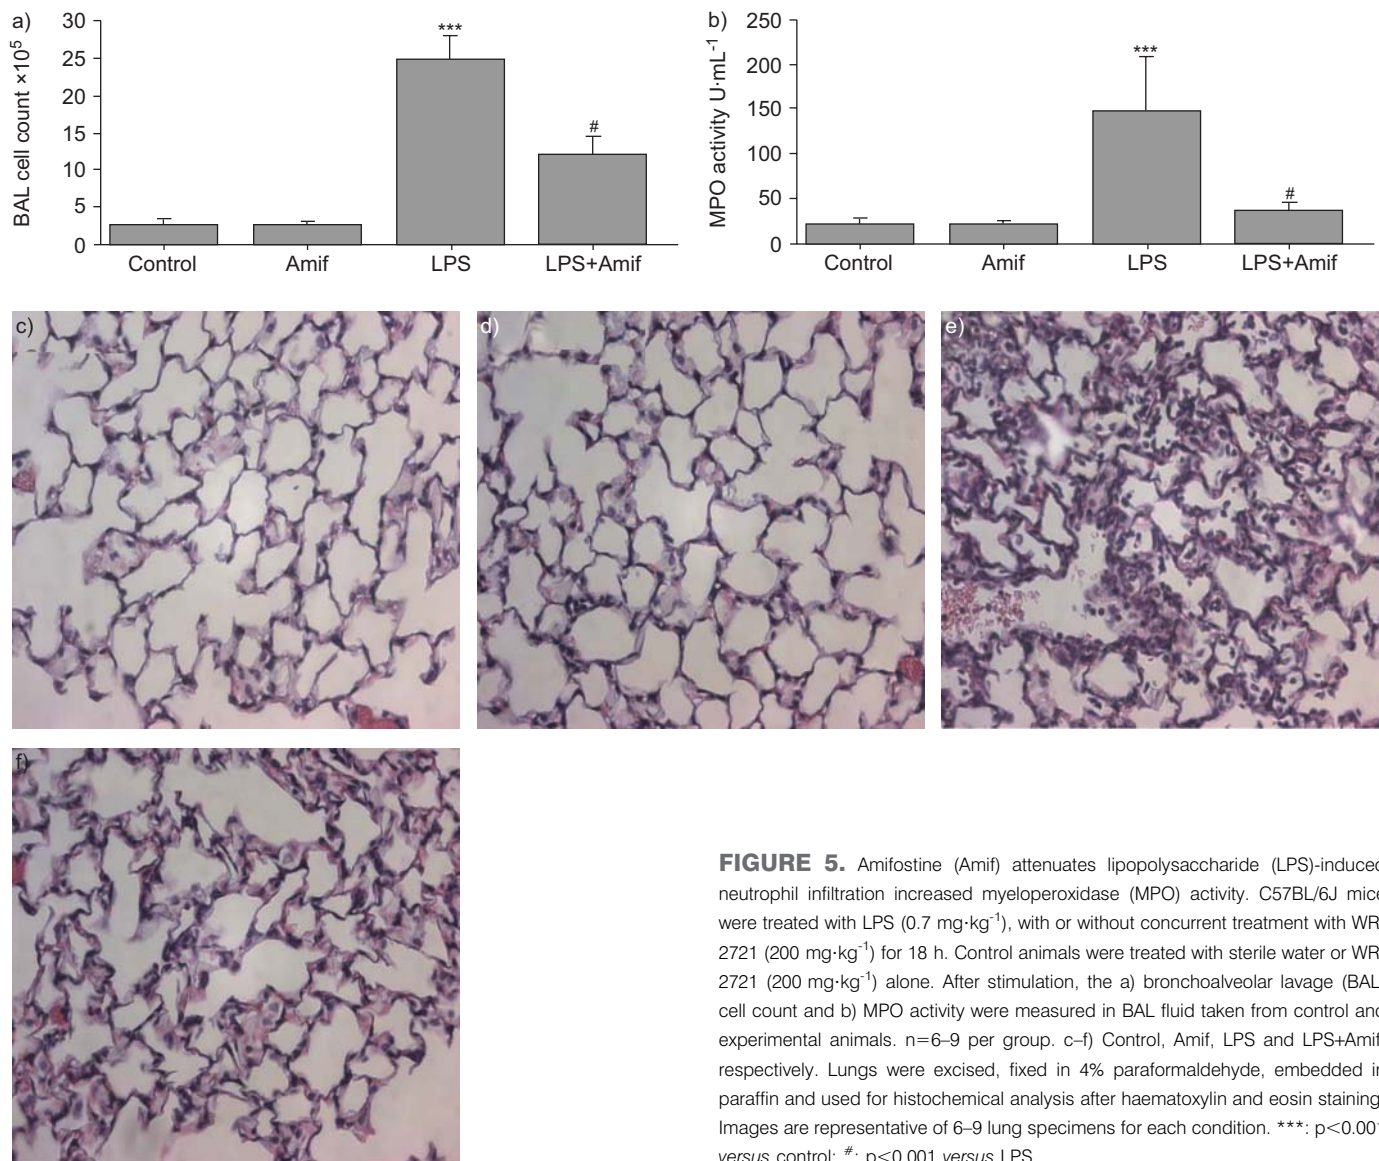 a)
30
25
20
15
10
5
0
BAL cell count ×10⁵
***
#
Control Amif LPS LPS+Amif
b)
250
200
150
100
50
0
MPO activity U·mL⁻¹
***
#
Control Amif LPS LPS+Amif
c) d) e)
f)
FIGURE 5. Amifostine (Amif) attenuates lipopolysaccharide (LPS)-induced
neutrophil infiltration increased myeloperoxidase (MPO) activity. C57BL/6J mice
were treated with LPS (0.7 mg·kg⁻¹), with or without concurrent treatment with WR
2721 (200 mg·kg⁻¹) for 18 h. Control animals were treated with sterile water or WR
2721 (200 mg·kg⁻¹) alone. After stimulation, the a) bronchoalveolar lavage (BAL
cell count and b) MPO activity were measured in BAL fluid taken from control and
experimental animals. n=6–9 per group. c–f) Control, Amif, LPS and LPS+Amif
respectively. Lungs were excised, fixed in 4% paraformaldehyde, embedded in
paraffin and used for histochemical analysis after haematoxylin and eosin staining
Images are representative of 6–9 lung specimens for each condition. ***: p<0.001
versus control; #: p<0.001 versus LPS